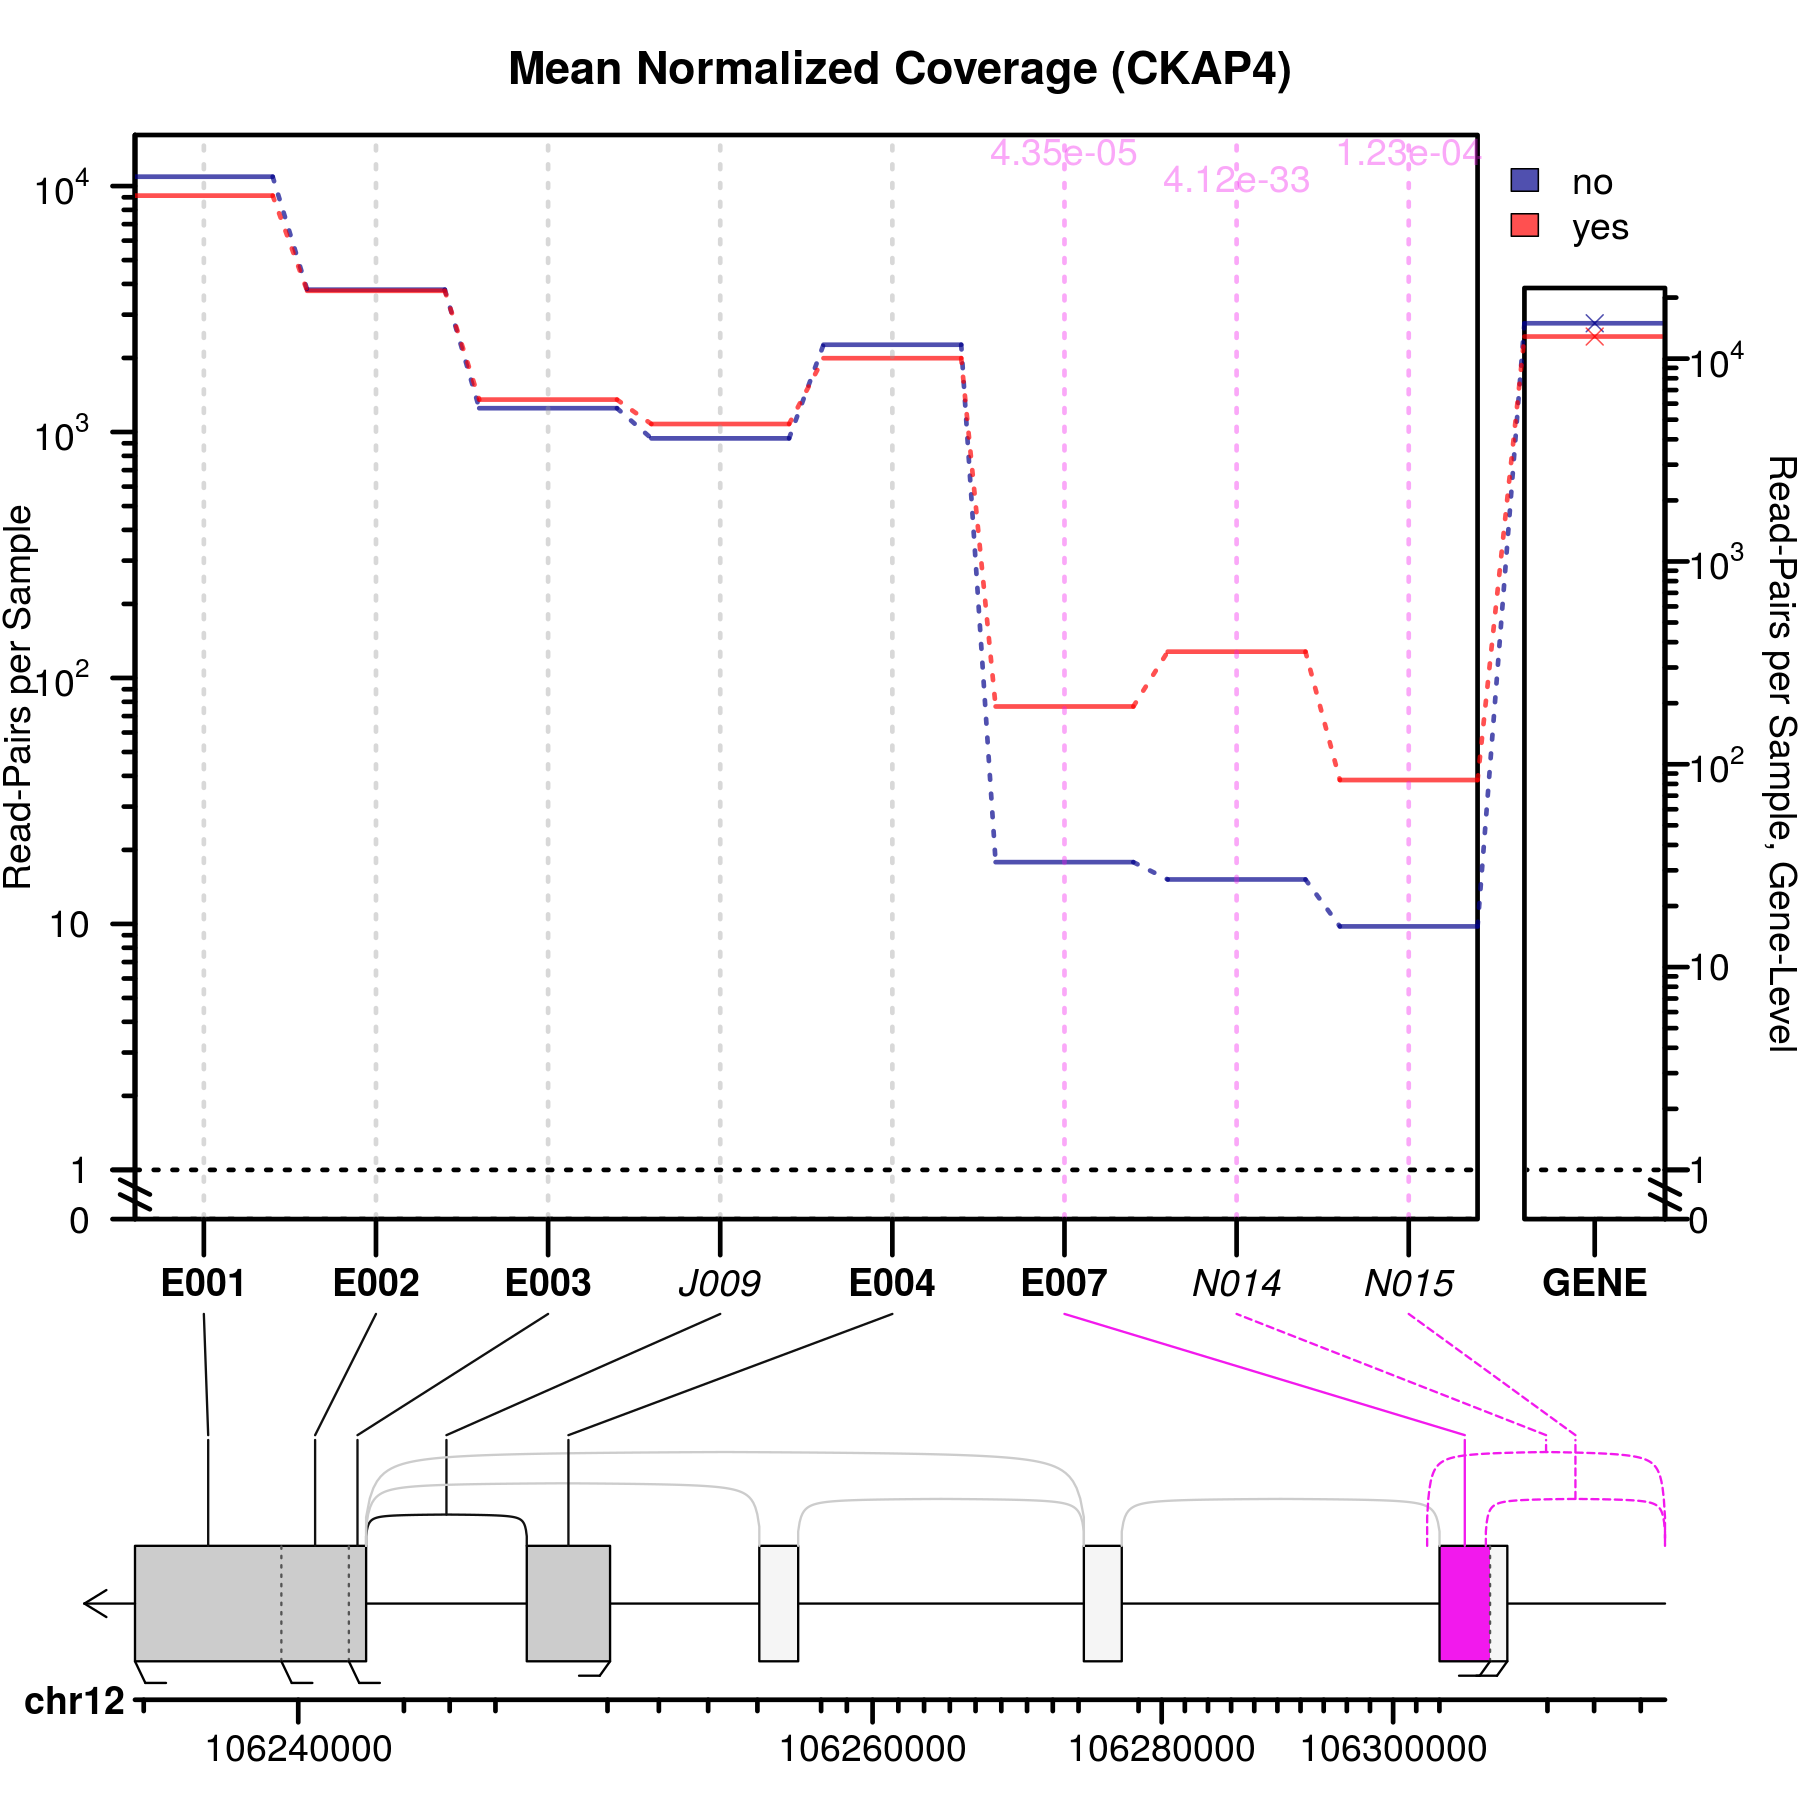 Mean Normalized Coverage (CKAP4)
4.35e-05
4.12e-33
1.23e-04
no
yes
Read-Pairs per Sample
10^4
10^3
10^2
10
1
0
Read-Pairs per Sample, Gene-Level
10^4
10^3
10^2
10
1
0
E001 E002 E003 J009 E004 E007 N014 N015 GENE
chr12
106240000 106260000 106280000 106300000